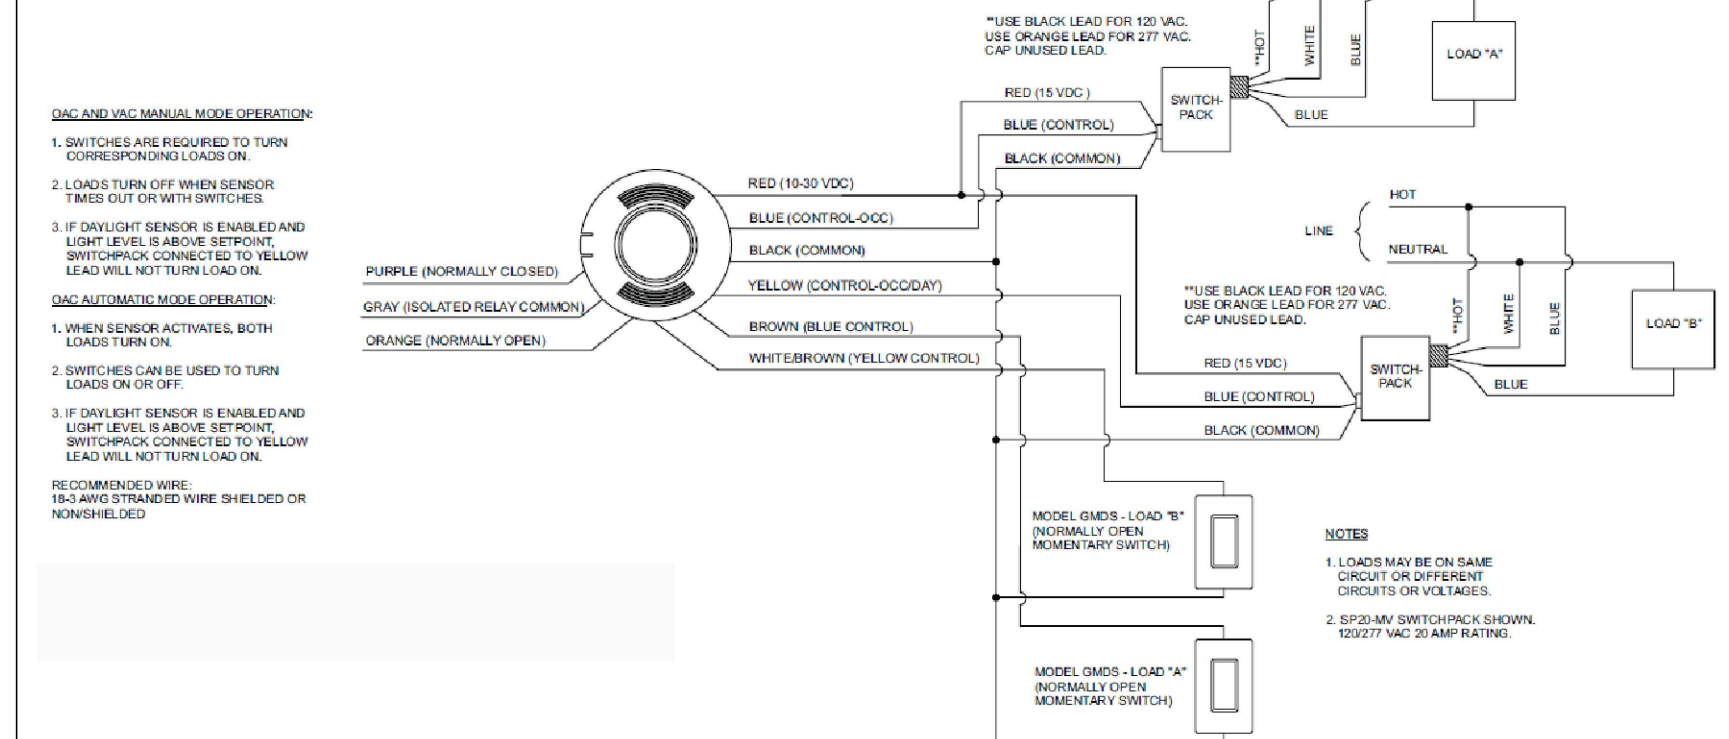 **USE BLACK LEAD FOR 120 VAC.
USE ORANGE LEAD FOR 277 VAC.
CAP UNUSED LEAD.
**HOT
WHITE
BLUE
LOAD "A"
RED (15 VDC )
SWITCH-
PACK
BLUE
BLUE (CONTROL)
BLACK (COMMON)
OAC AND VAC MANUAL MODE OPERATION:
1. SWITCHES ARE REQUIRED TO TURN
CORRESPONDING LOADS ON.
2. LOADS TURN OFF WHEN SENSOR
TIMES OUT OR WITH SWITCHES.
3. IF DAYLIGHT SENSOR IS ENABLED AND
LIGHT LEVEL IS ABOVE SETPOINT,
SWITCHPACK CONNECTED TO YELLOW
LEAD WILL NOT TURN LOAD ON.
OAC AUTOMATIC MODE OPERATION:
1. WHEN SENSOR ACTIVATES, BOTH
LOADS TURN ON.
2. SWITCHES CAN BE USED TO TURN
LOADS ON OR OFF.
3. IF DAYLIGHT SENSOR IS ENABLED AND
LIGHT LEVEL IS ABOVE SETPOINT,
SWITCHPACK CONNECTED TO YELLOW
LEAD WILL NOT TURN LOAD ON.
RECOMMENDED WIRE:
18-3 AWG STRANDED WIRE SHIELDED OR
NON/SHIELDED
PURPLE (NORMALLY CLOSED)
GRAY (ISOLATED RELAY COMMON)
ORANGE (NORMALLY OPEN)
RED (10-30 VDC)
BLUE (CONTROL-OCC)
BLACK (COMMON)
YELLOW (CONTROL-OCC/DAY)
BROWN (BLUE CONTROL)
WHITE/BROWN (YELLOW CONTROL)
HOT
LINE
NEUTRAL
**USE BLACK LEAD FOR 120 VAC.
USE ORANGE LEAD FOR 277 VAC.
CAP UNUSED LEAD.
**HOT
WHITE
BLUE
LOAD "B"
RED (15 VDC)
SWITCH-
PACK
BLUE
BLUE (CONTROL)
BLACK (COMMON)
MODEL GMDS - LOAD "B"
(NORMALLY OPEN
MOMENTARY SWITCH)
NOTES
1. LOADS MAY BE ON SAME
CIRCUIT OR DIFFERENT
CIRCUITS OR VOLTAGES.
2. SP20-MV SWITCHPACK SHOWN.
120/277 VAC 20 AMP RATING.
MODEL GMDS - LOAD "A"
(NORMALLY OPEN
MOMENTARY SWITCH)